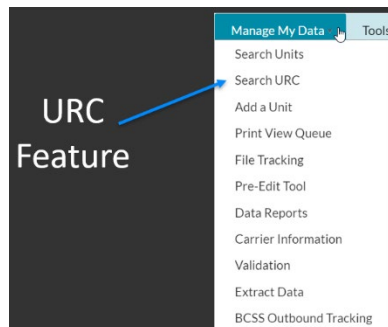 Manage My Data
Tools
Search Units
Search URC
URC
Feature
Add a Unit
Print View Queue
File Tracking
Pre-Edit Tool
Data Reports
Carrier Information
Validation
Extract Data
BCSS Outbound Tracking